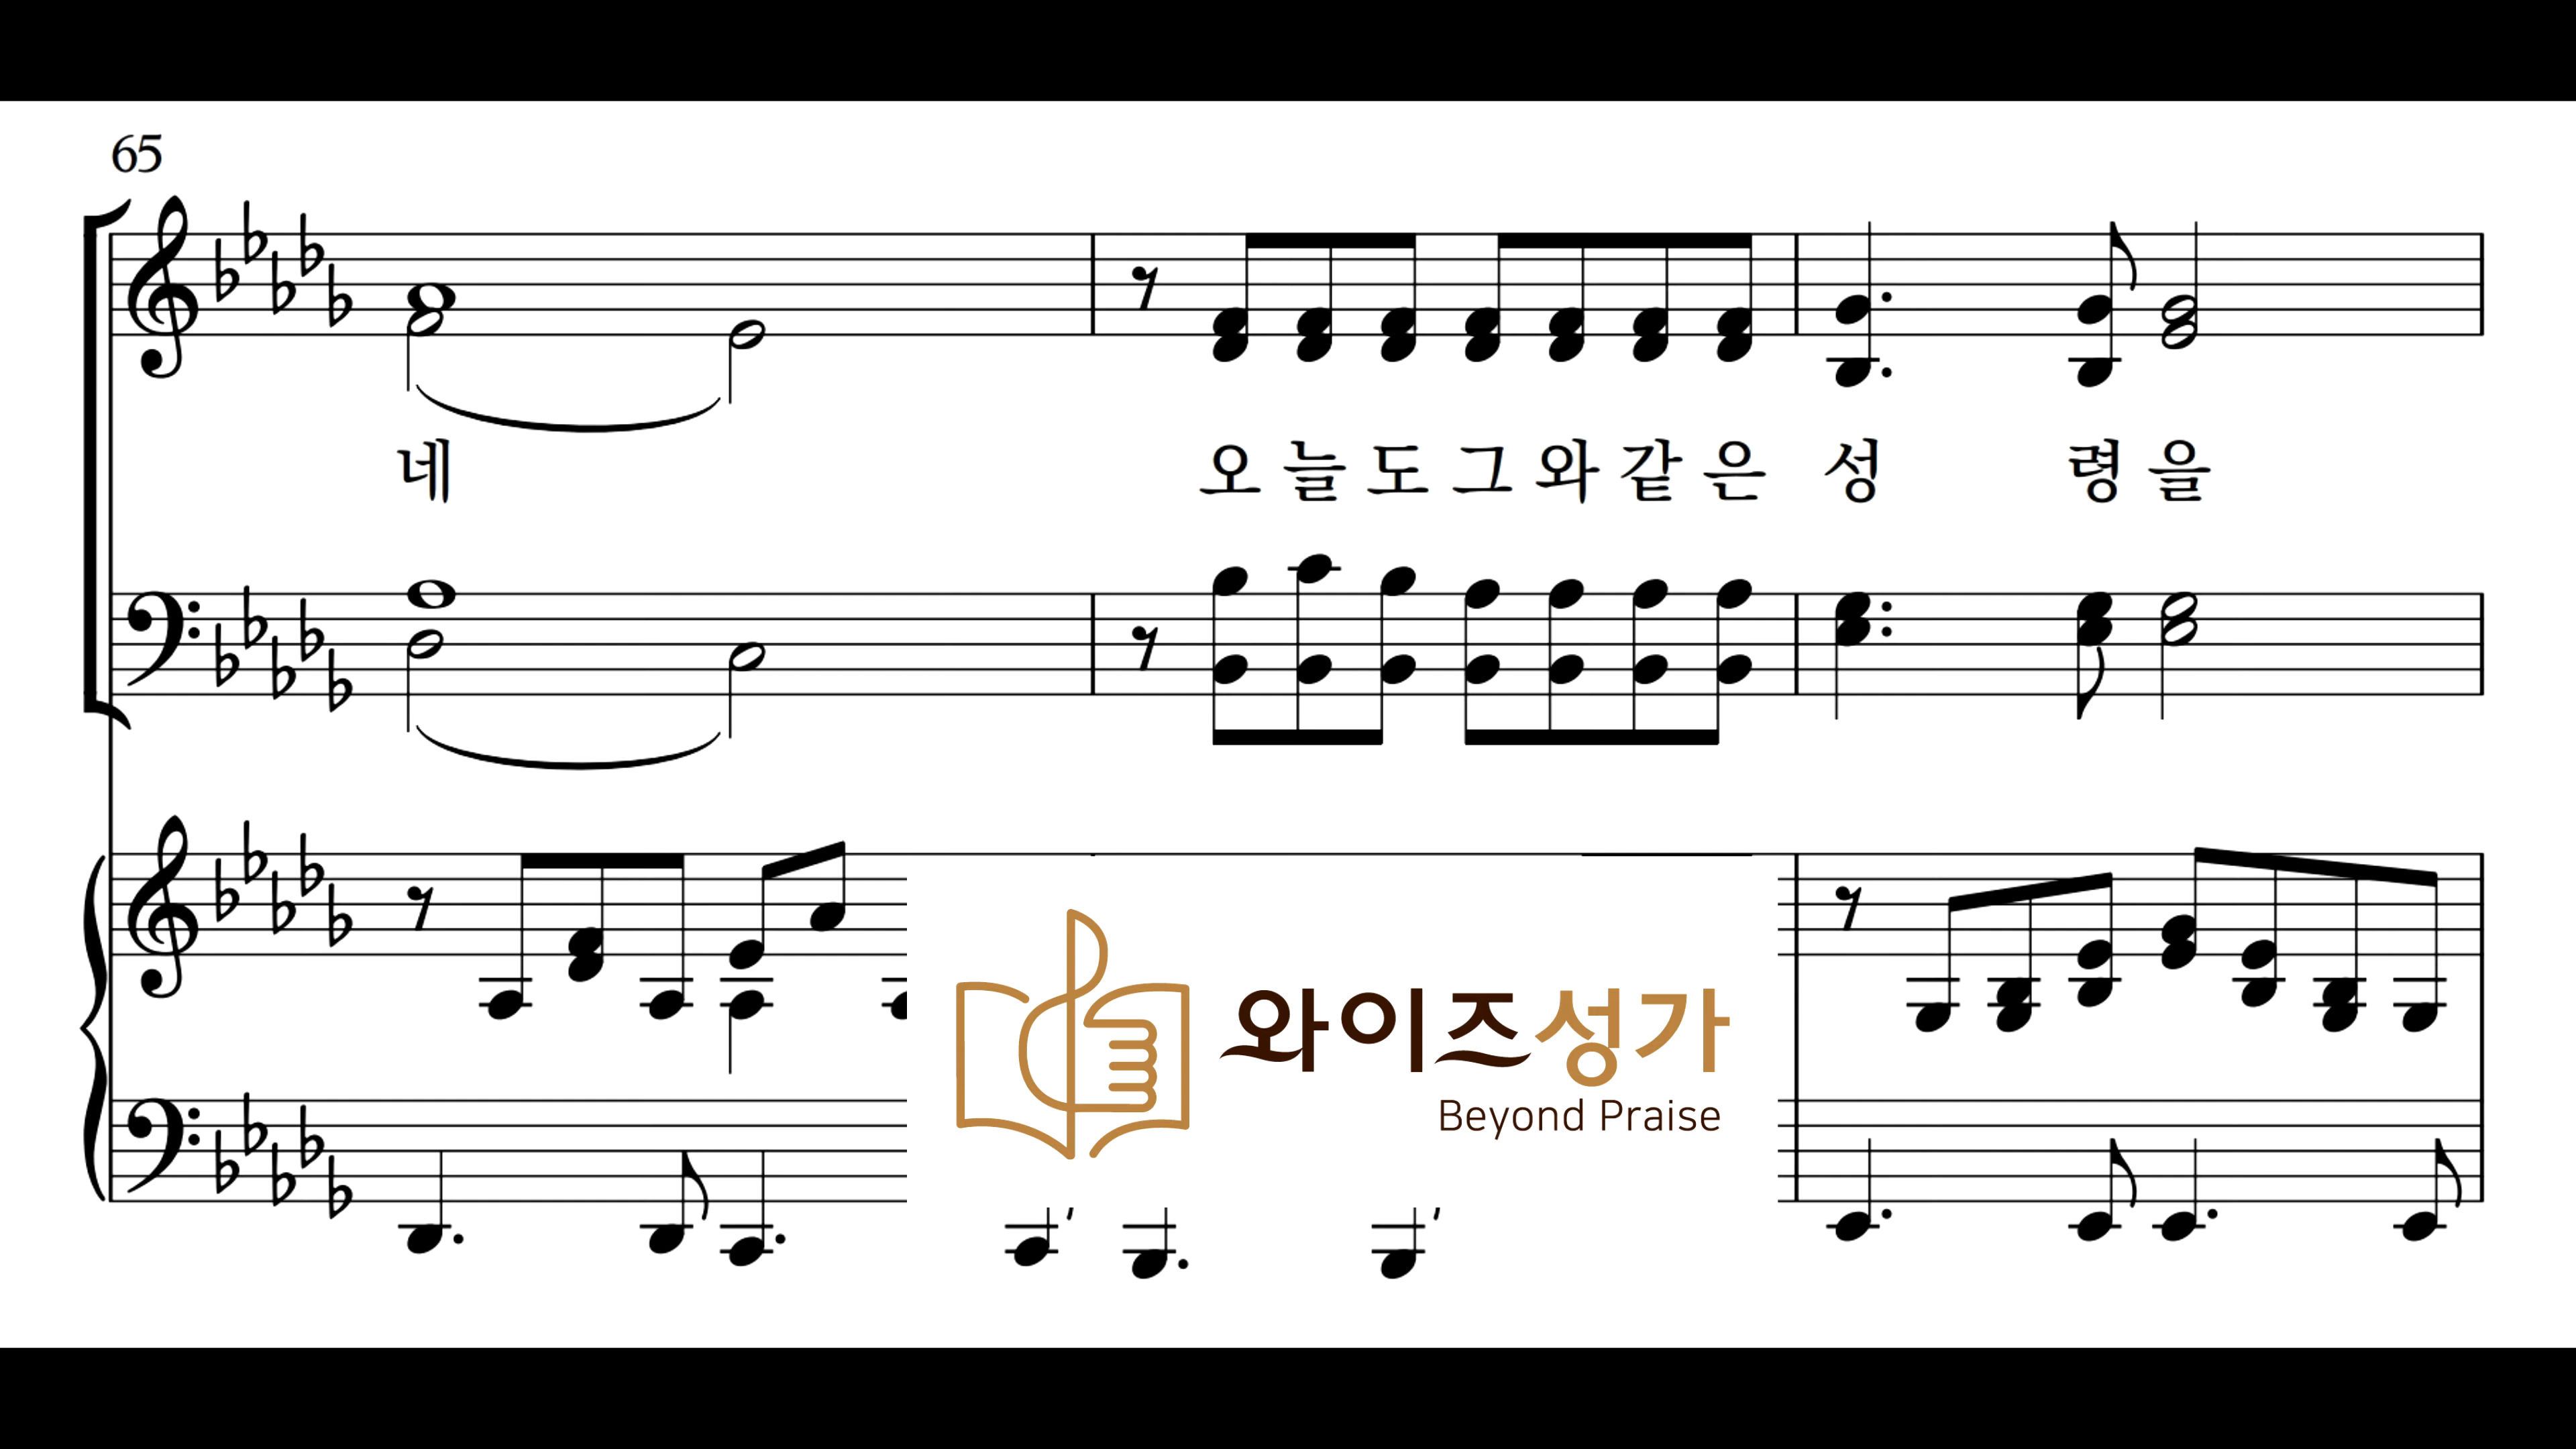 65
네 오 늘 도 그 와 같 은 성 령 을
와이즈성가
Beyond Praise